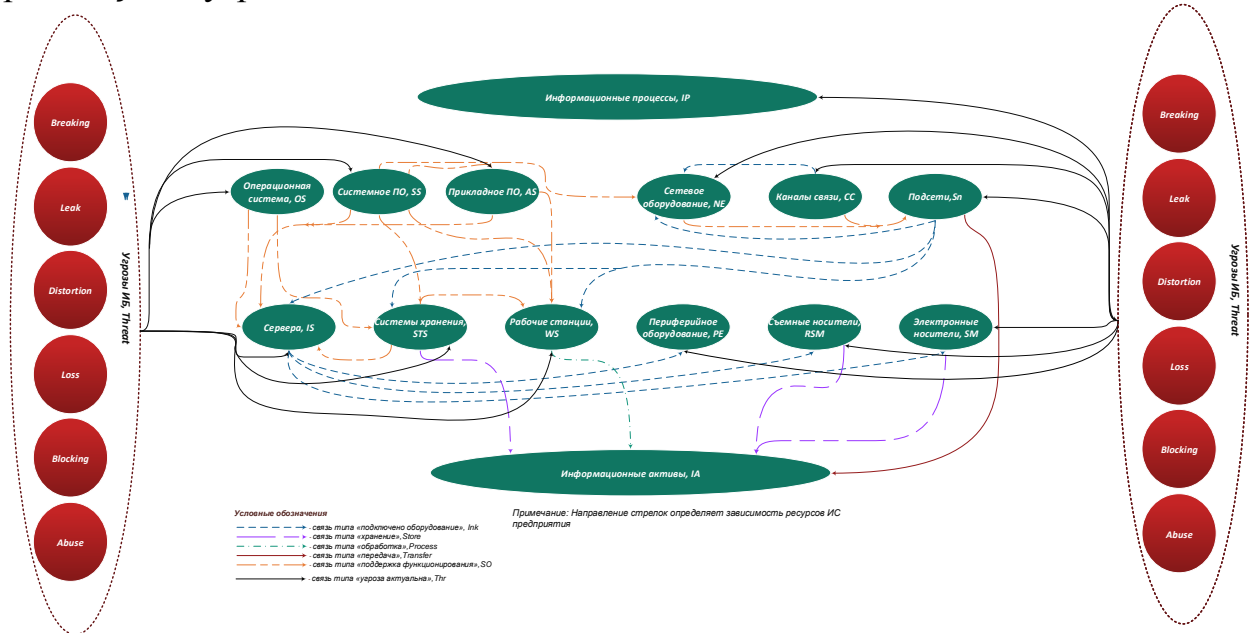 Информационные процессы, IP
Breaking
Leak
Distortion
Loss
Blocking
Abuse
Угрозы ИБ, Threat
Операционная
система, OS
Системное ПО, SS
Прикладное ПО, AS
Сетевое
оборудование, NE
Каналы связи, CC
Подсети,Sn
Сервера, IS
Системы хранения,
STS
Рабочие станции,
WS
Периферийное
оборудование, PE
Съемные носители,
RSM
Электронные
носители, SM
Информационные активы, IA
Breaking
Leak
Distortion
Loss
Blocking
Abuse
Угрозы ИБ, Threat
Условные обозначения
- связь типа «подключено оборудование», Ink
- связь типа «хранение»,Store
- связь типа «обработка»,Process
- связь типа «передача»,Transfer
- связь типа «поддержка функционирования»,SO
- связь типа «угроза актуальна»,Thr
Примечание: Направление стрелок определяет зависимость ресурсов ИС
предприятия